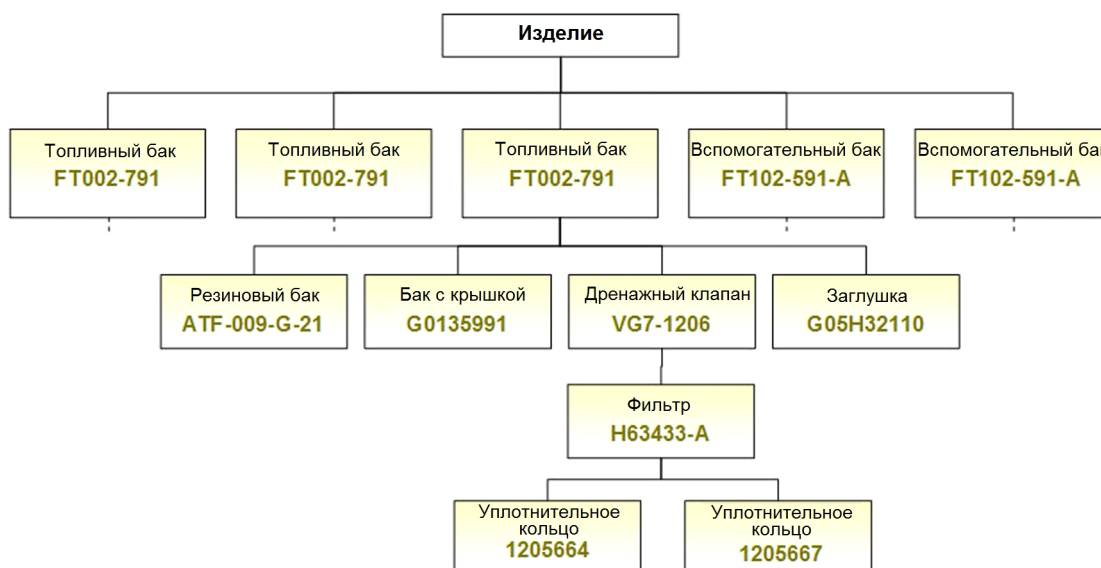 Изделие
Топливный бак
FT002-791
Топливный бак
FT002-791
Топливный бак
FT002-791
Вспомогательный бак
FT102-591-A
Вспомогательный бак
FT102-591-A
Резиновый бак
ATF-009-G-21
Бак с крышкой
G0135991
Дренажный клапан
VG7-1206
Заглушка
G05H32110
Фильтр
H63433-A
Уплотнительное
кольцо
1205664
Уплотнительное
кольцо
1205667